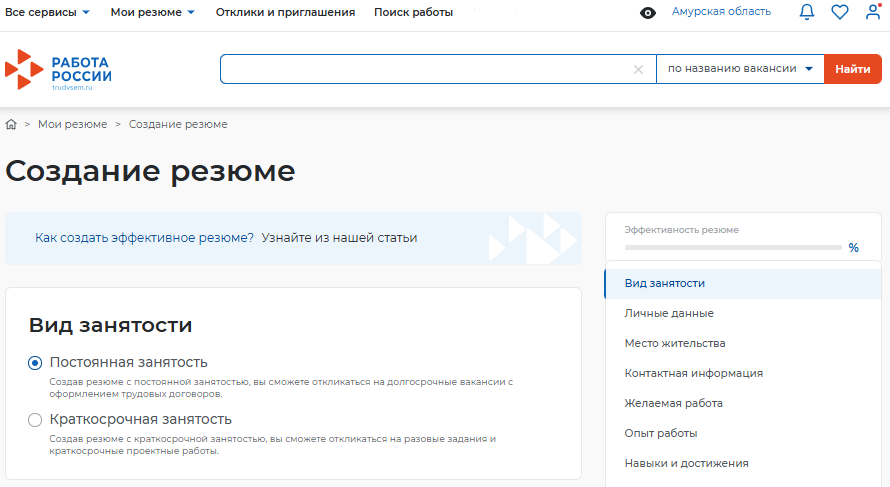 Все сервисы Мои резюме Отклики и приглашения Поиск работы Амурская область
РАБОТА
РОССИИ
trudvsem.ru
по названию вакансии Найти
Мои резюме > Создание резюме
Создание резюме
Как создать эффективное резюме? Узнайте из нашей статьи
Эффективность резюме
%
Вид занятости
Постоянная занятость
Создав резюме с постоянной занятостью, вы сможете откликаться на долгосрочные вакансии с
оформлением трудовых договоров.
Краткосрочная занятость
Создав резюме с краткосрочной занятостью, вы сможете откликаться на разовые задания и
краткосрочные проектные работы.
Вид занятости
Личные данные
Место жительства
Контактная информация
Желаемая работа
Опыт работы
Навыки и достижения